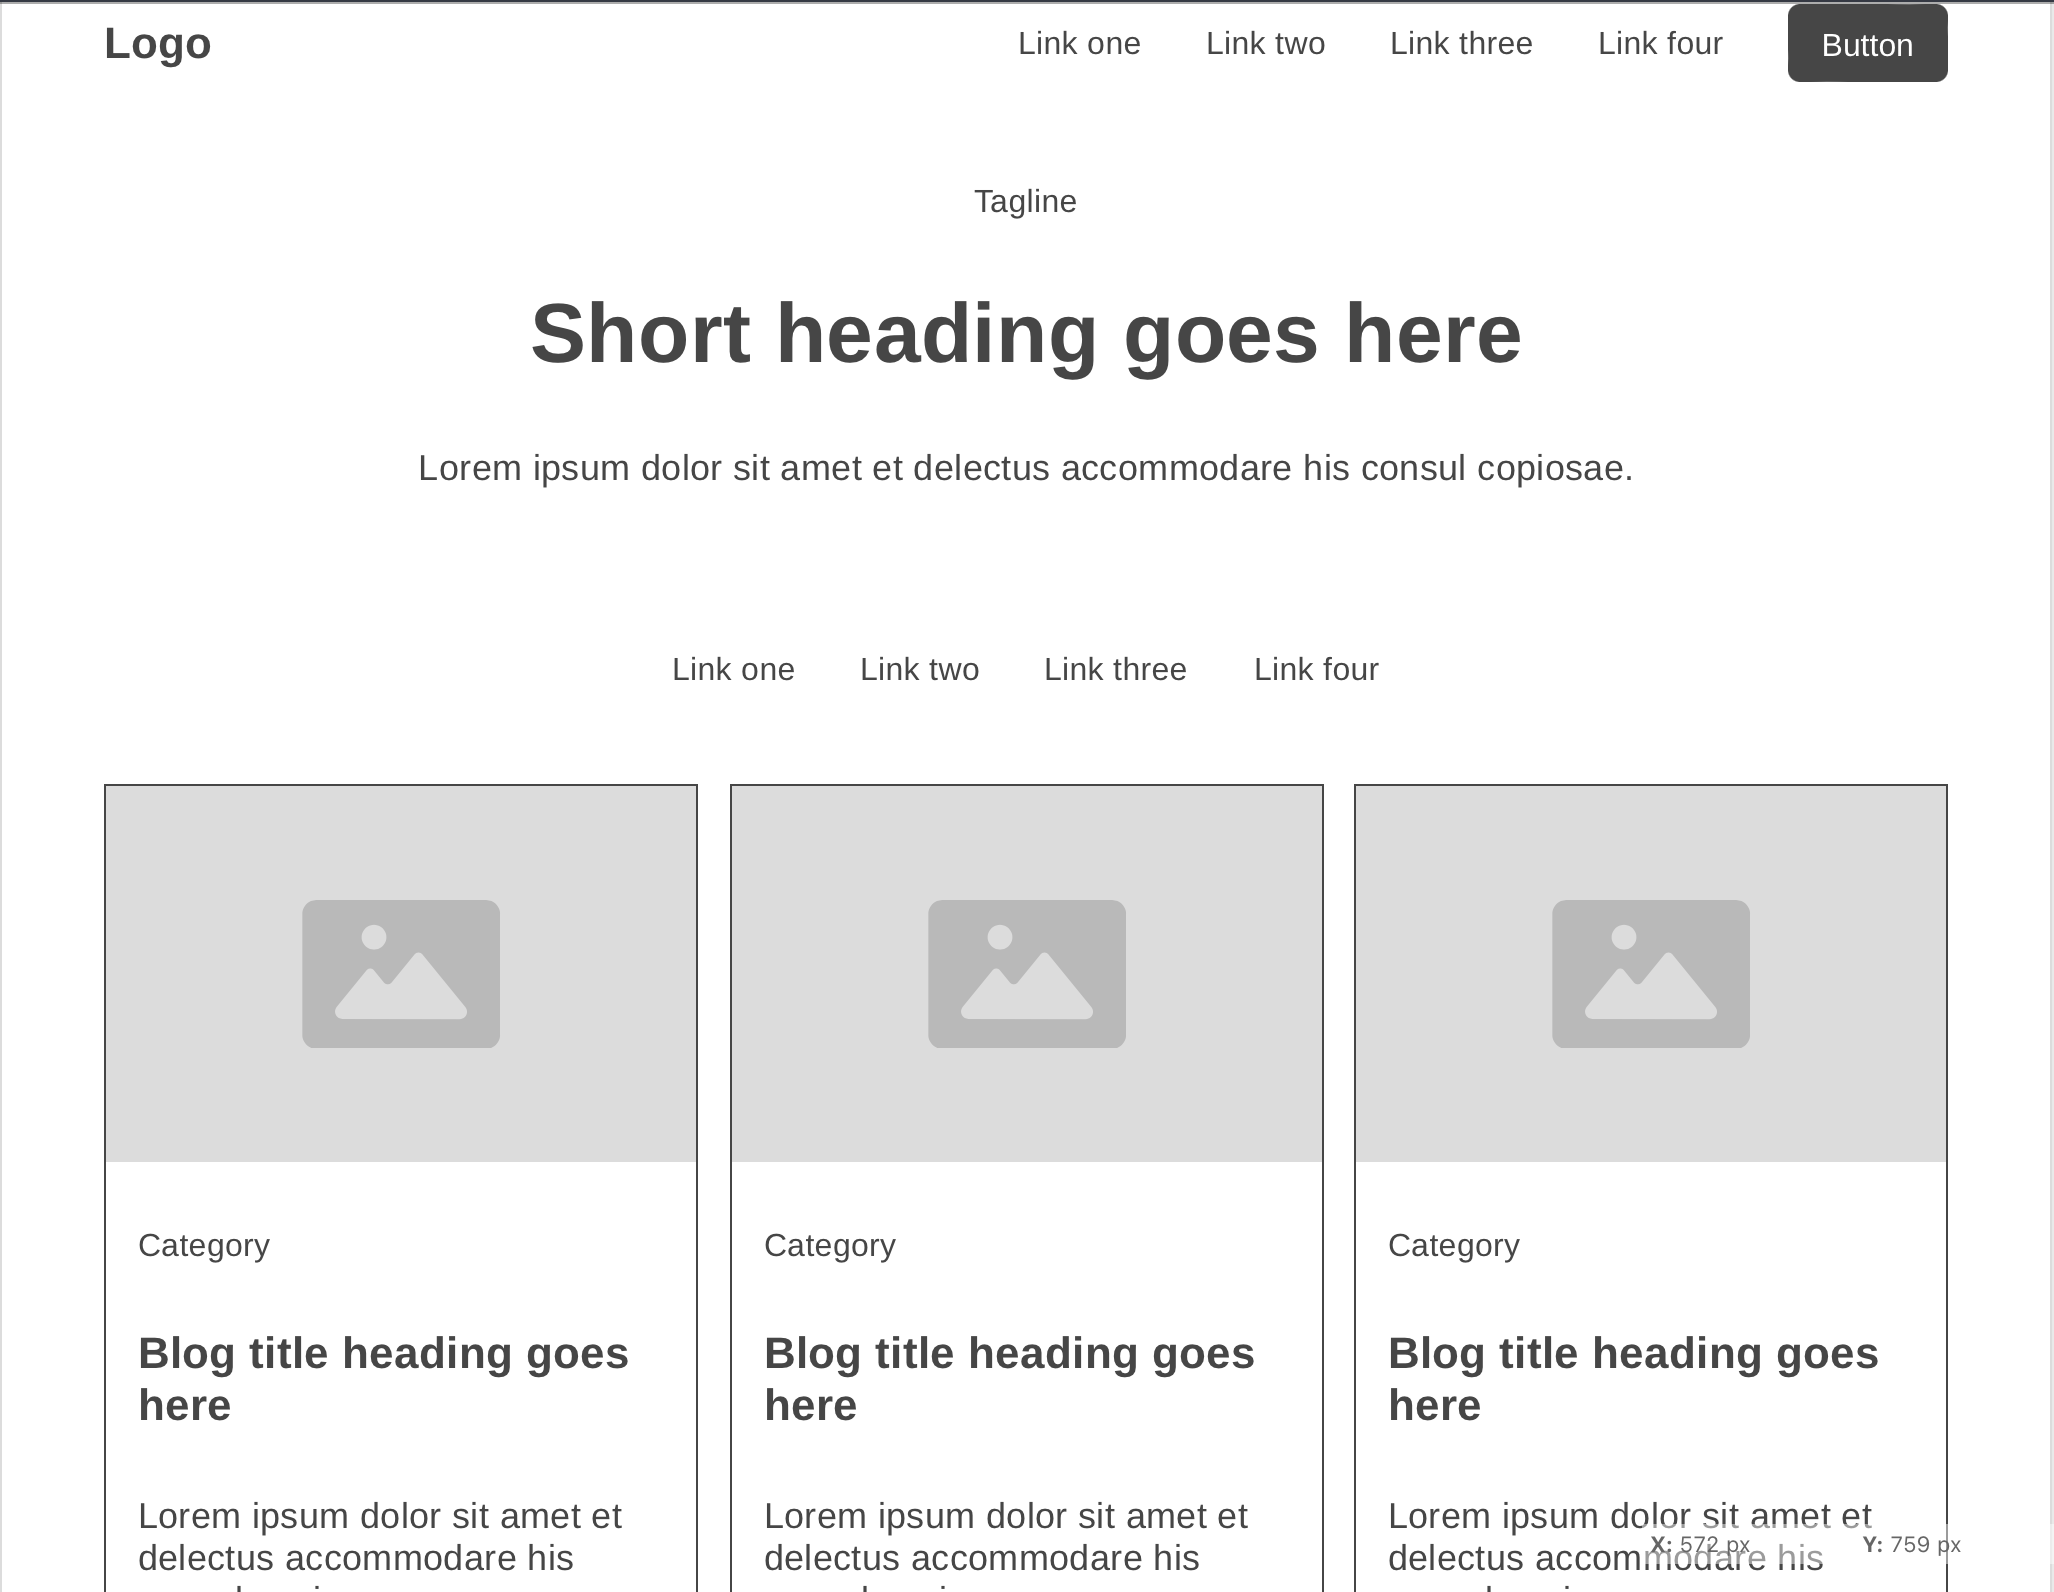 Logo
Link one
Link two
Link three
Link four
Button
Tagline
Short heading goes here
Lorem ipsum dolor sit amet et delectus accommodare his consul copiosae.
Link one
Link two
Link three
Link four
Category
Blog title heading goes
here
Lorem ipsum dolor sit amet et
delectus accommodare his
Category
Blog title heading goes
here
Lorem ipsum dolor sit amet et
delectus accommodare his
Category
Blog title heading goes
here
Lorem ipsum dolor sit amet et
delectus accommodare his
X: 572 px
Y: 759 px